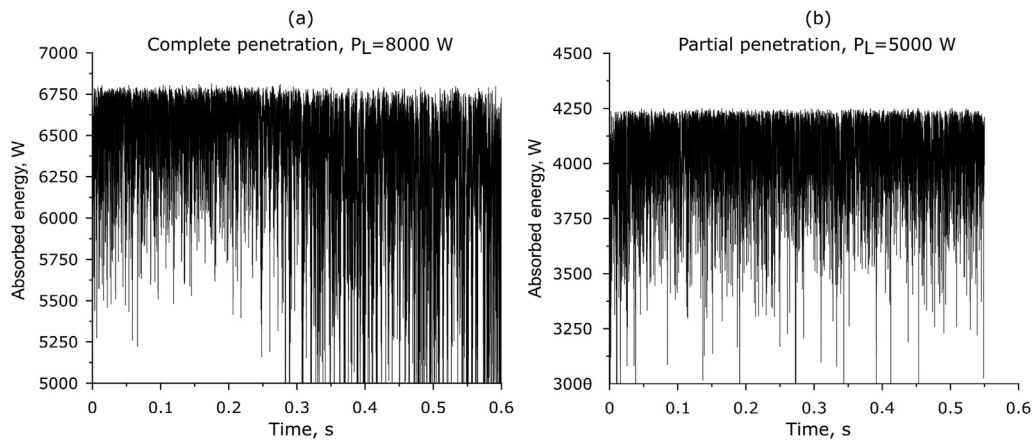 (a)
Complete penetration, PL=8000 W
7000
6750
6500
6250
6000
5750
5500
5250
5000
Absorbed energy, W
0 0.1 0.2 0.3 0.4 0.5 0.6
Time, s
(b)
Partial penetration, PL=5000 W
4500
4250
4000
3750
3500
3250
3000
Absorbed energy, W
0 0.1 0.2 0.3 0.4 0.5 0.6
Time, s